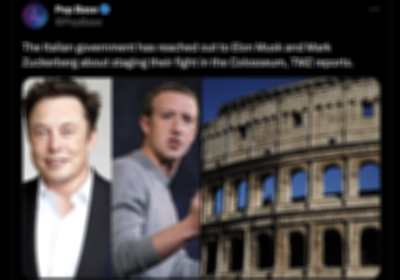 Pop Base
@PopBase
The Italian government has reached out to Elon Musk and Mark
Zuckerberg about staging their fight in the Colosseum, TMZ reports.